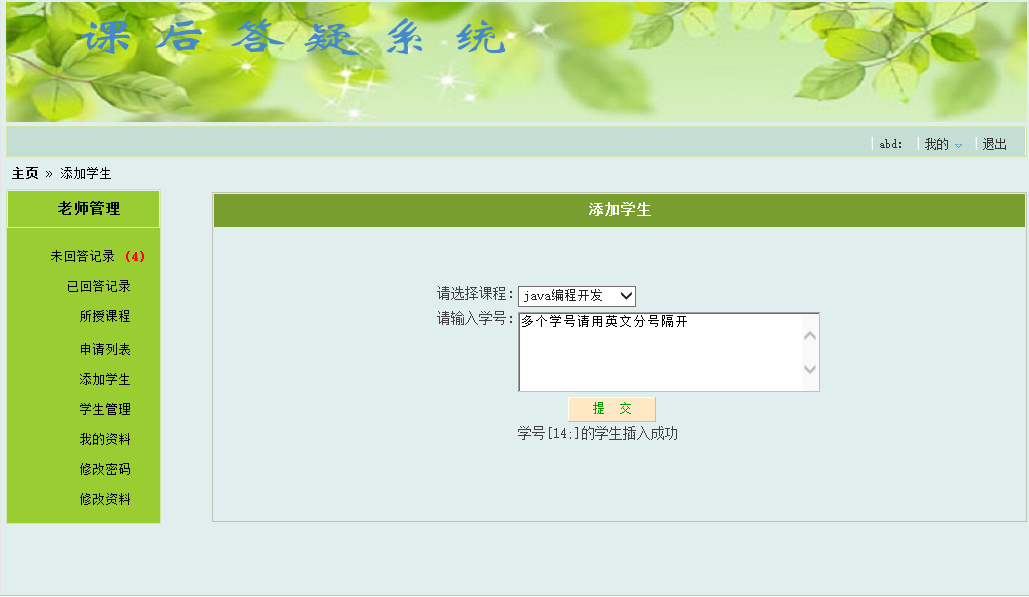 课后答疑系统
abd: 我的 退出
主页 » 添加学生
老师管理
未回答记录 (4)
已回答记录
所授课程
申请列表
添加学生
学生管理
我的资料
修改密码
修改资料
添加学生
请选择课程: java编程开发
请输入学号: 多个学号请用英文分号隔开
提 交
学号[14;]的学生插入成功